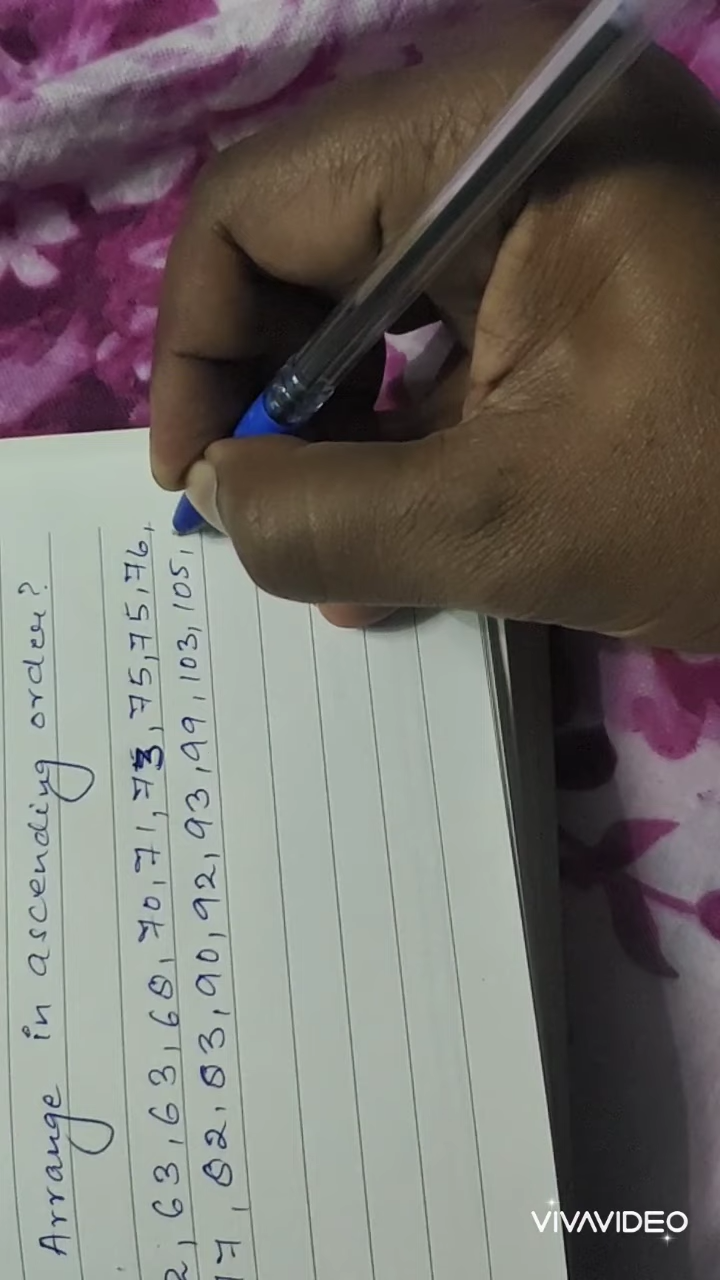 Arrange in ascending order?
2, 63, 63, 68, 70, 71, 73, 75, 75, 76,
77, 82, 83, 90, 92, 93, 99, 103, 105,
VIVAVIDEO